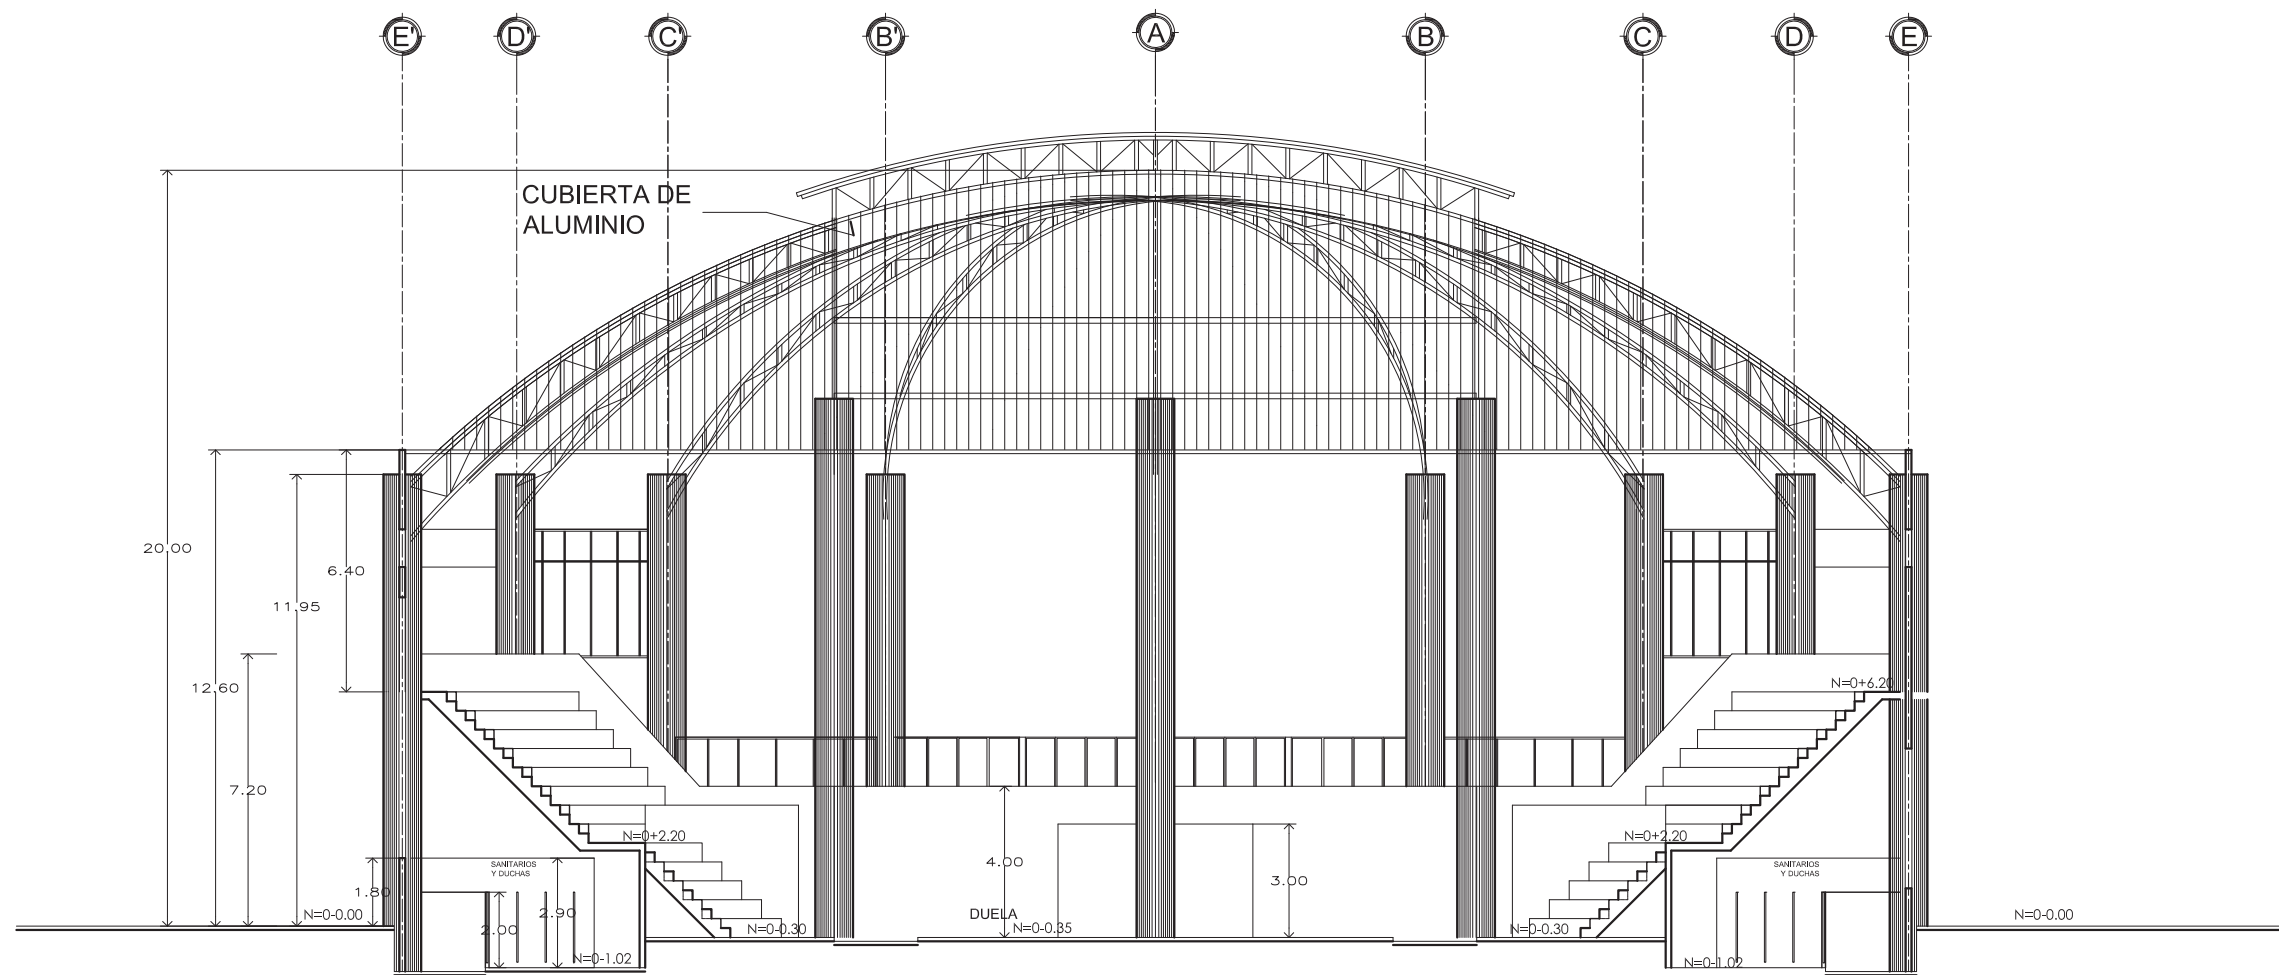 E' D' C' B' A B C D E
CUBIERTA DE
ALUMINIO
20.00
6.40
11.95
12.60
N=0+6.20
7.20
N=0+2.20
N=0+2.20
SANITARIOS
Y DUCHAS
SANITARIOS
Y DUCHAS
4.00
3.00
1.80
2.90
2.00
N=0-0.00
DUELA
N=0-0.00
N=0-0.30
N=0-0.35
N=0-0.30
N=0-1.02
N=0-1.02